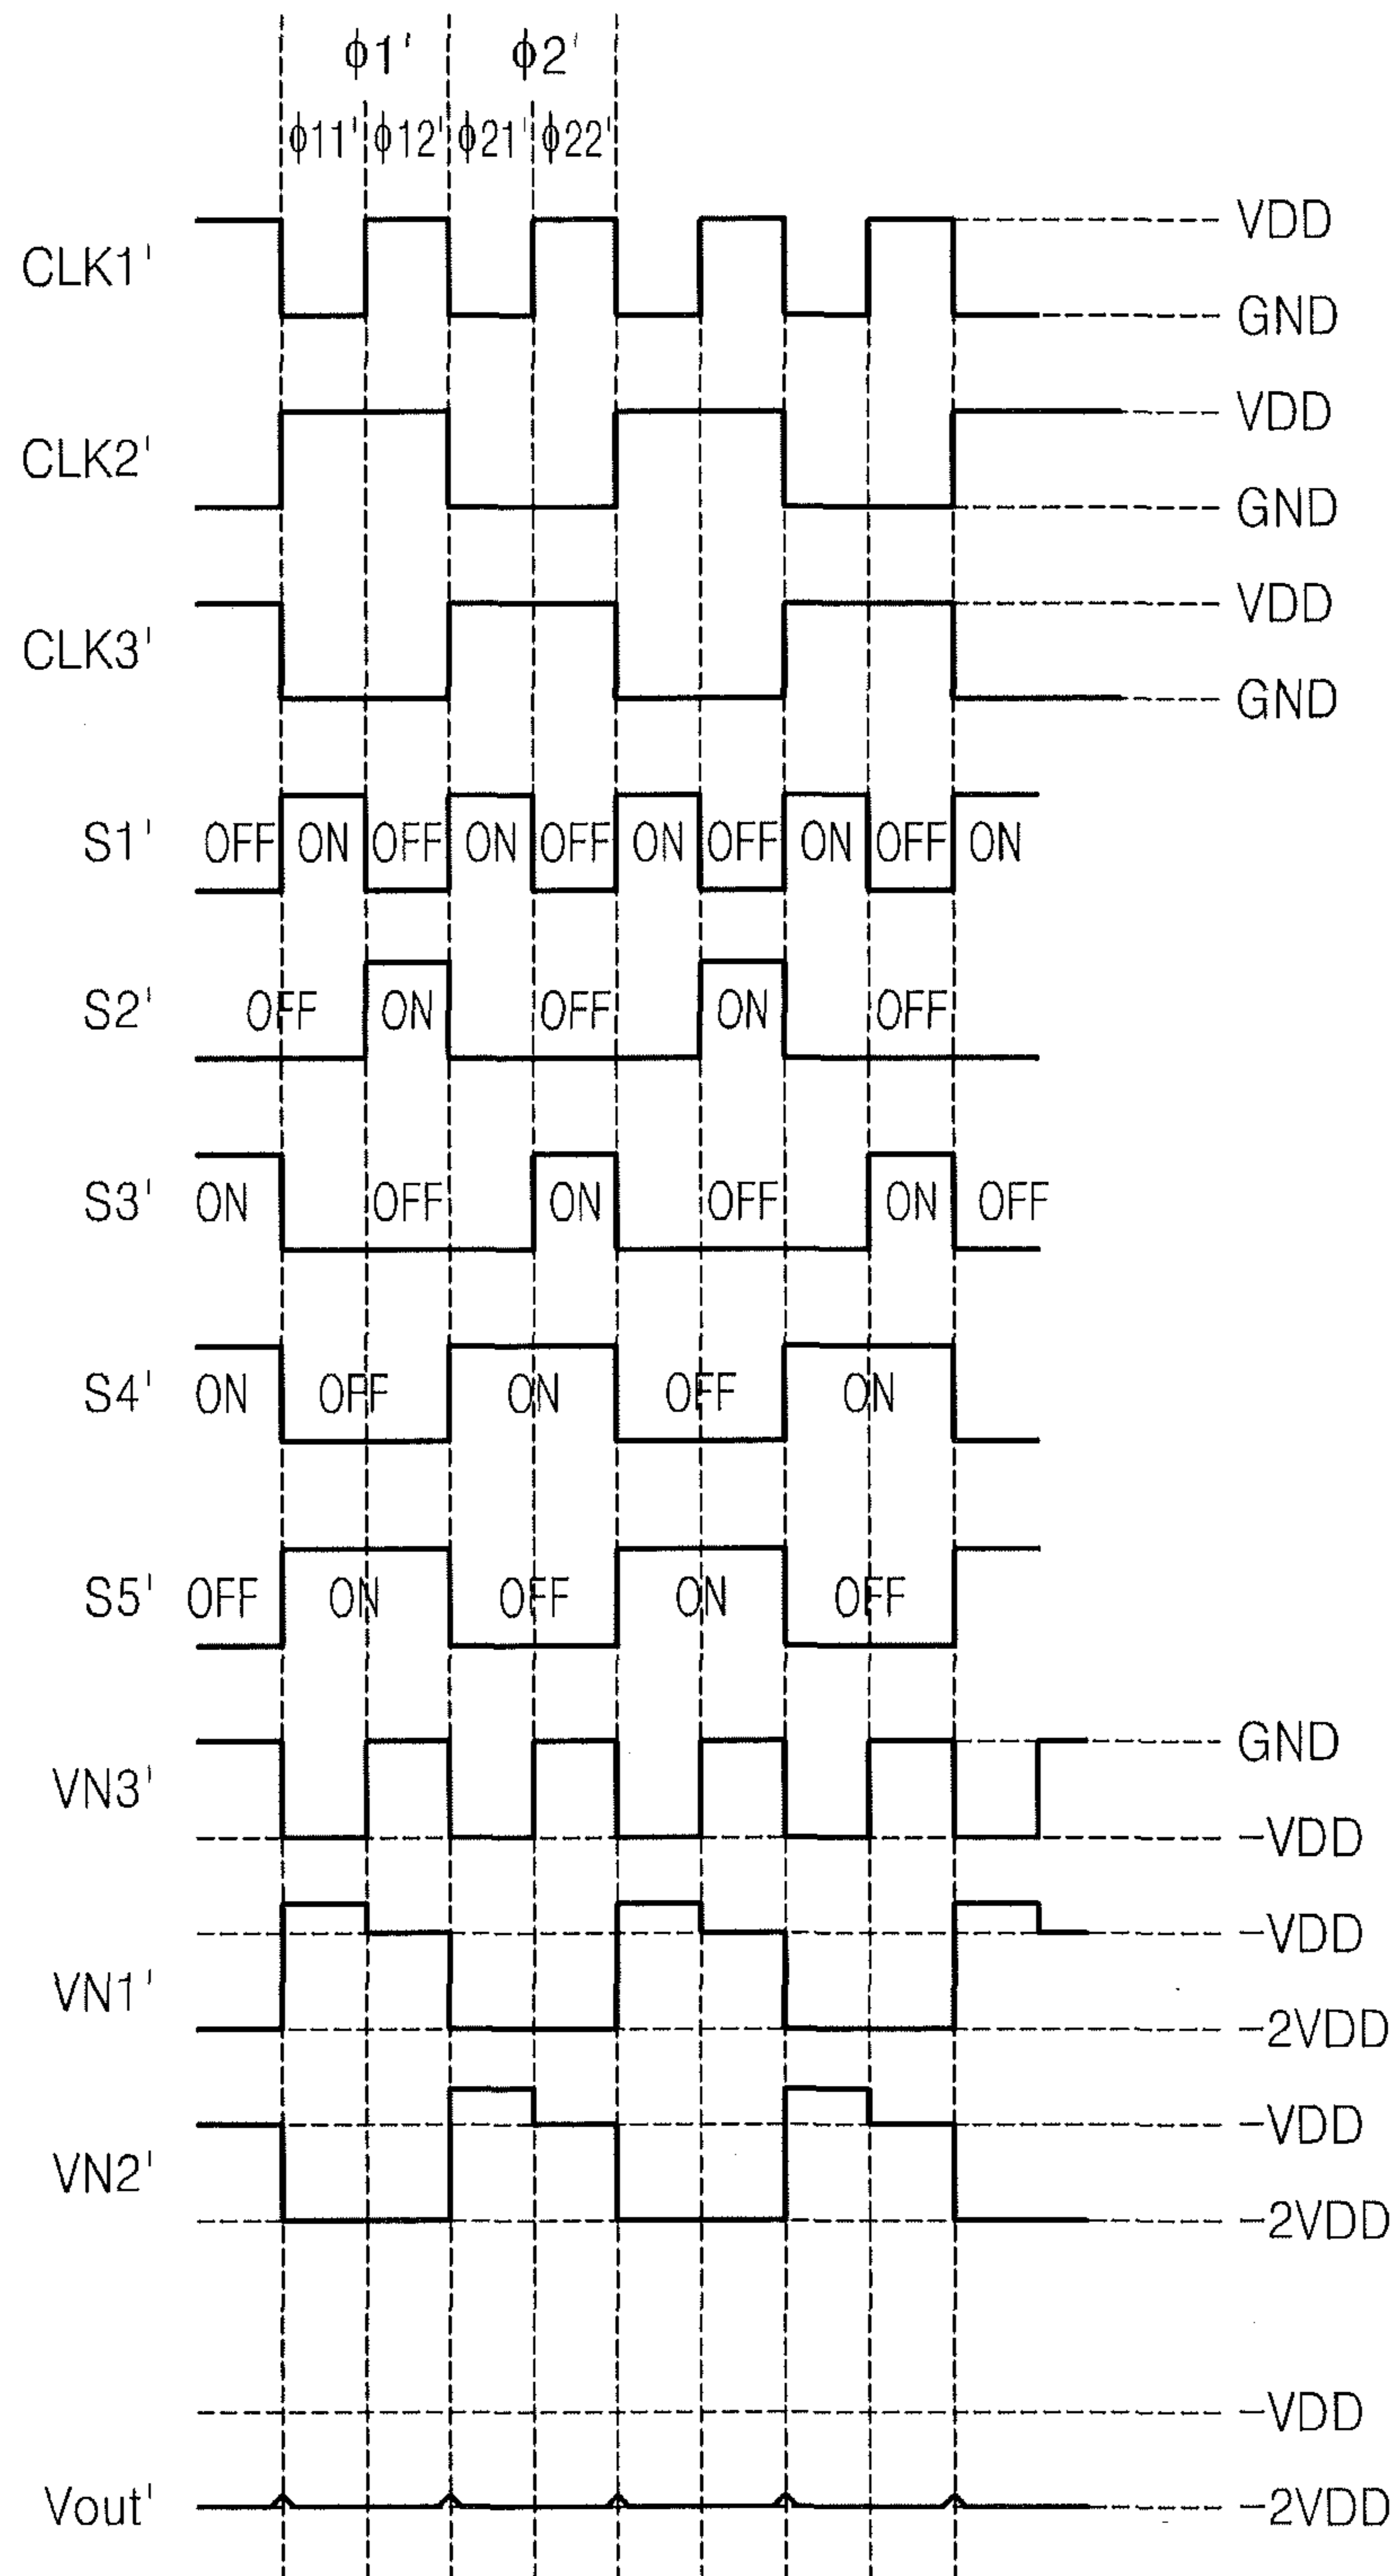 ϕ1' ϕ2'
ϕ11' ϕ12' ϕ21' ϕ22'
CLK1' VDD
GND
CLK2' VDD
GND
CLK3' VDD
GND
S1' OFF ON OFF ON OFF ON OFF ON OFF ON
S2' OFF ON OFF ON OFF
S3' ON OFF ON OFF ON OFF
S4' ON OFF ON OFF ON
S5' OFF ON OFF ON OFF
VN3' GND
-VDD
VN1' -VDD
-2VDD
VN2' -VDD
-2VDD
-VDD
Vout' -2VDD